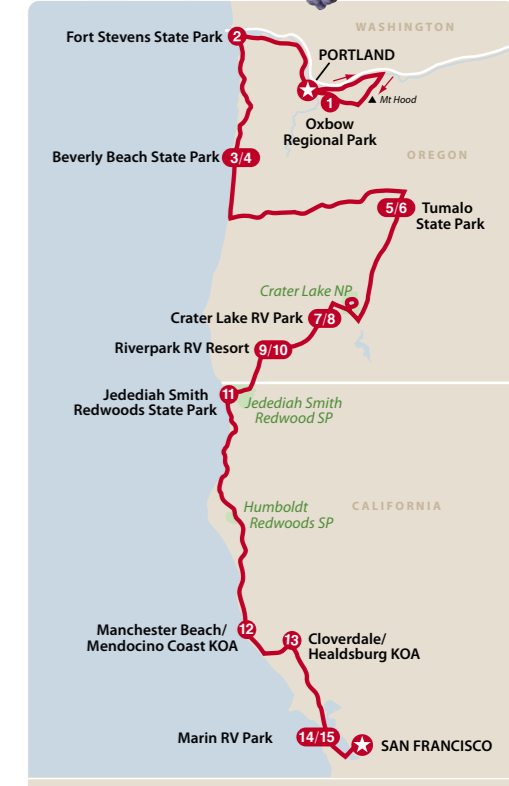 WASHINGTON
Fort Stevens State Park
2
PORTLAND
1
Mt Hood
Oxbow
Regional Park
OREGON
Beverly Beach State Park
3/4
5/6
Tumalo
State Park
Crater Lake NP
Crater Lake RV Park
7/8
Riverpark RV Resort
9/10
Jedediah Smith
Redwoods State Park
11
Jedediah Smith
Redwood SP
Humboldt
Redwoods SP
CALIFORNIA
Manchester Beach/
Mendocino Coast KOA
12
13
Cloverdale/
Healdsburg KOA
Marin RV Park
14/15
SAN FRANCISCO